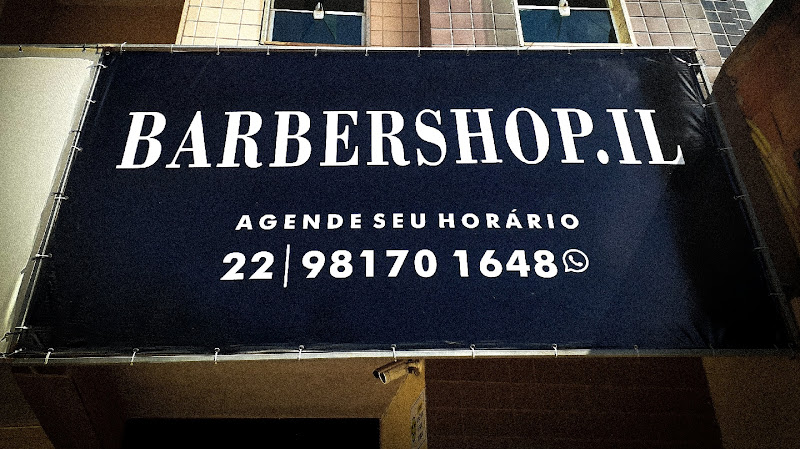 BARBERSHOP.IL
AGENDE SEU HORÁRIO
22|98170 1648